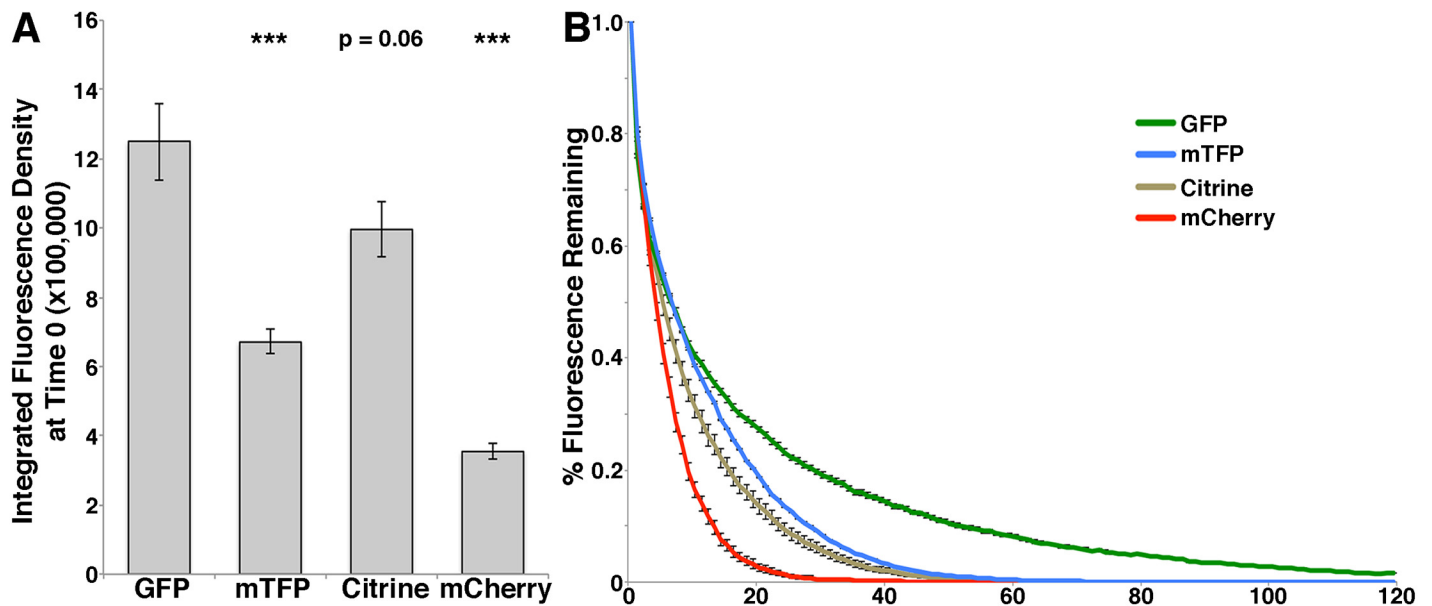 A
Integrated Fluorescence Density
at Time 0 (x100,000)
16
14
12
10
8
6
4
2
0
*** p = 0.06 ***
GFP mTFP Citrine mCherry
B
% Fluorescence Remaining
1.0
0.8
0.6
0.4
0.2
0
0 20 40 60 80 100 120
GFP
mTFP
Citrine
mCherry